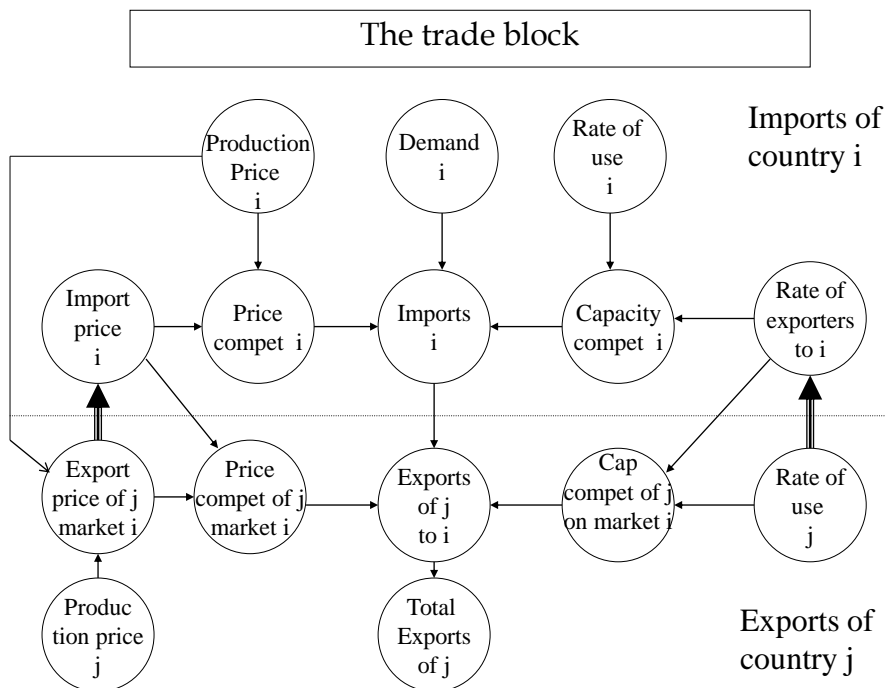 The trade block
Imports of
country i
Production
Price
i
Demand
i
Rate of
use
i
Import
price
i
Price
compet i
Imports
i
Capacity
compet i
Rate of
exporters
to i
Export
price of j
market i
Price
compet of j
market i
Exports
of j
to i
Cap
compet of j
on market i
Rate of
use
j
Produc
tion price
j
Total
Exports
of j
Exports of
country j